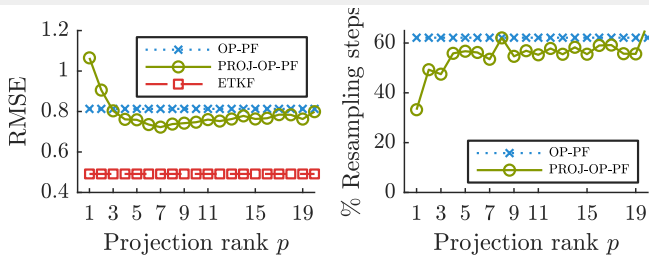 RMSE
1.2
1
0.8
0.6
0.4
OP-PF
PROJ-OP-PF
ETKF
1 3 5 7 9 11 15 19
Projection rank p
% Resampling steps
60
40
20
0
OP-PF
PROJ-OP-PF
1 3 5 7 9 11 15 19
Projection rank p